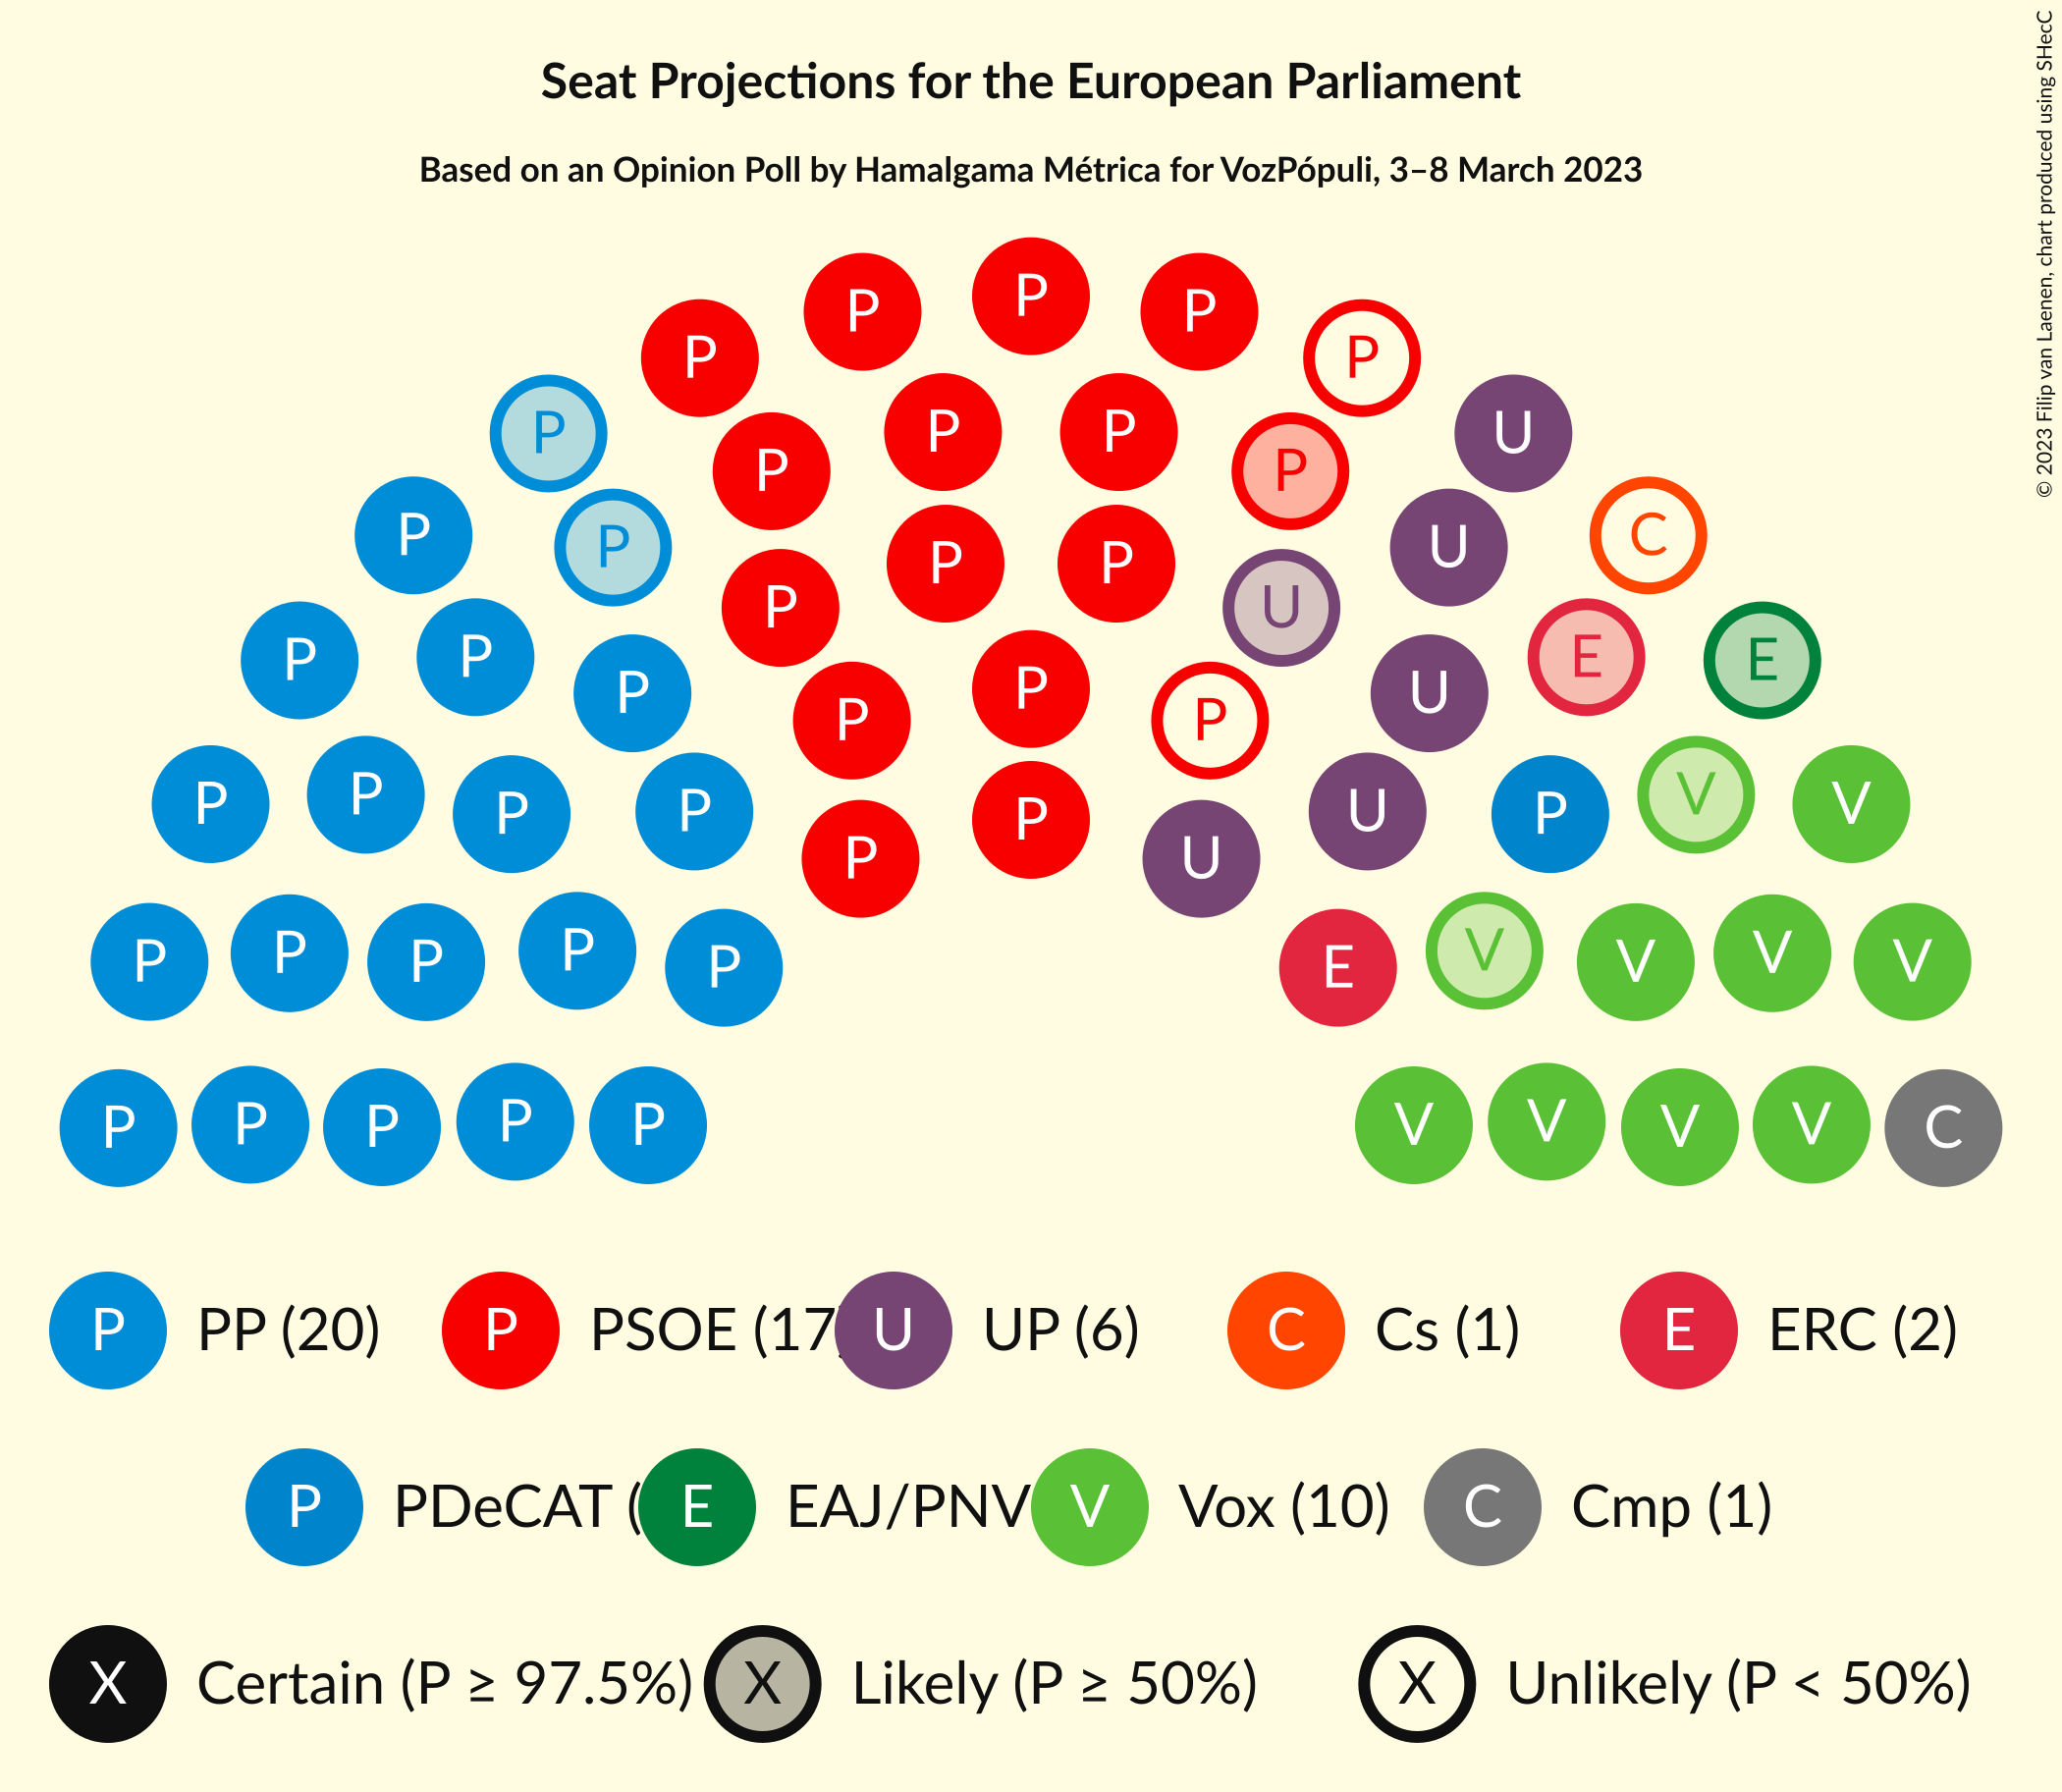 Seat Projections for the European Parliament
Based on an Opinion Poll by Hamalgama Métrica for VozPópuli, 3–8 March 2023
© 2023 Filip van Laenen, chart produced using SHecC
P P P
P P
P P P P
P U
P P P C
P P U
P P U
P P E
P E
P P U
P P
P U
P V
P V
P P P V
P P U
P
P V
P V
P P V V
P E
P V
P P V V
P P P P P V V V V C
P PP (20) P PSOE (17 U UP (6) C Cs (1) E ERC (2)
P PDeCAT ( E EAJ/PNV V Vox (10) C Cmp (1)
X Certain (P ≥ 97.5%) X Likely (P ≥ 50%) X Unlikely (P < 50%)